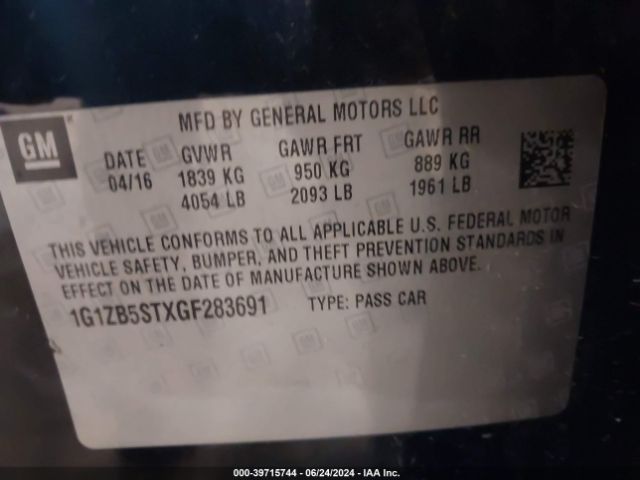 MFD BY GENERAL MOTORS LLC
GM
DATE GVWR GAWR FRT GAWR RR
04/16 1839 KG 950 KG 889 KG
4054 LB 2093 LB 1961 LB
THIS VEHICLE CONFORMS TO ALL APPLICABLE U.S. FEDERAL MOTOR
VEHICLE SAFETY, BUMPER, AND THEFT PREVENTION STANDARDS IN
EFFECT ON THE DATE OF MANUFACTURE SHOWN ABOVE.
1G1ZB5STXGF283691 TYPE: PASS CAR
000-39715744 - 06/24/2024 - IAA Inc.